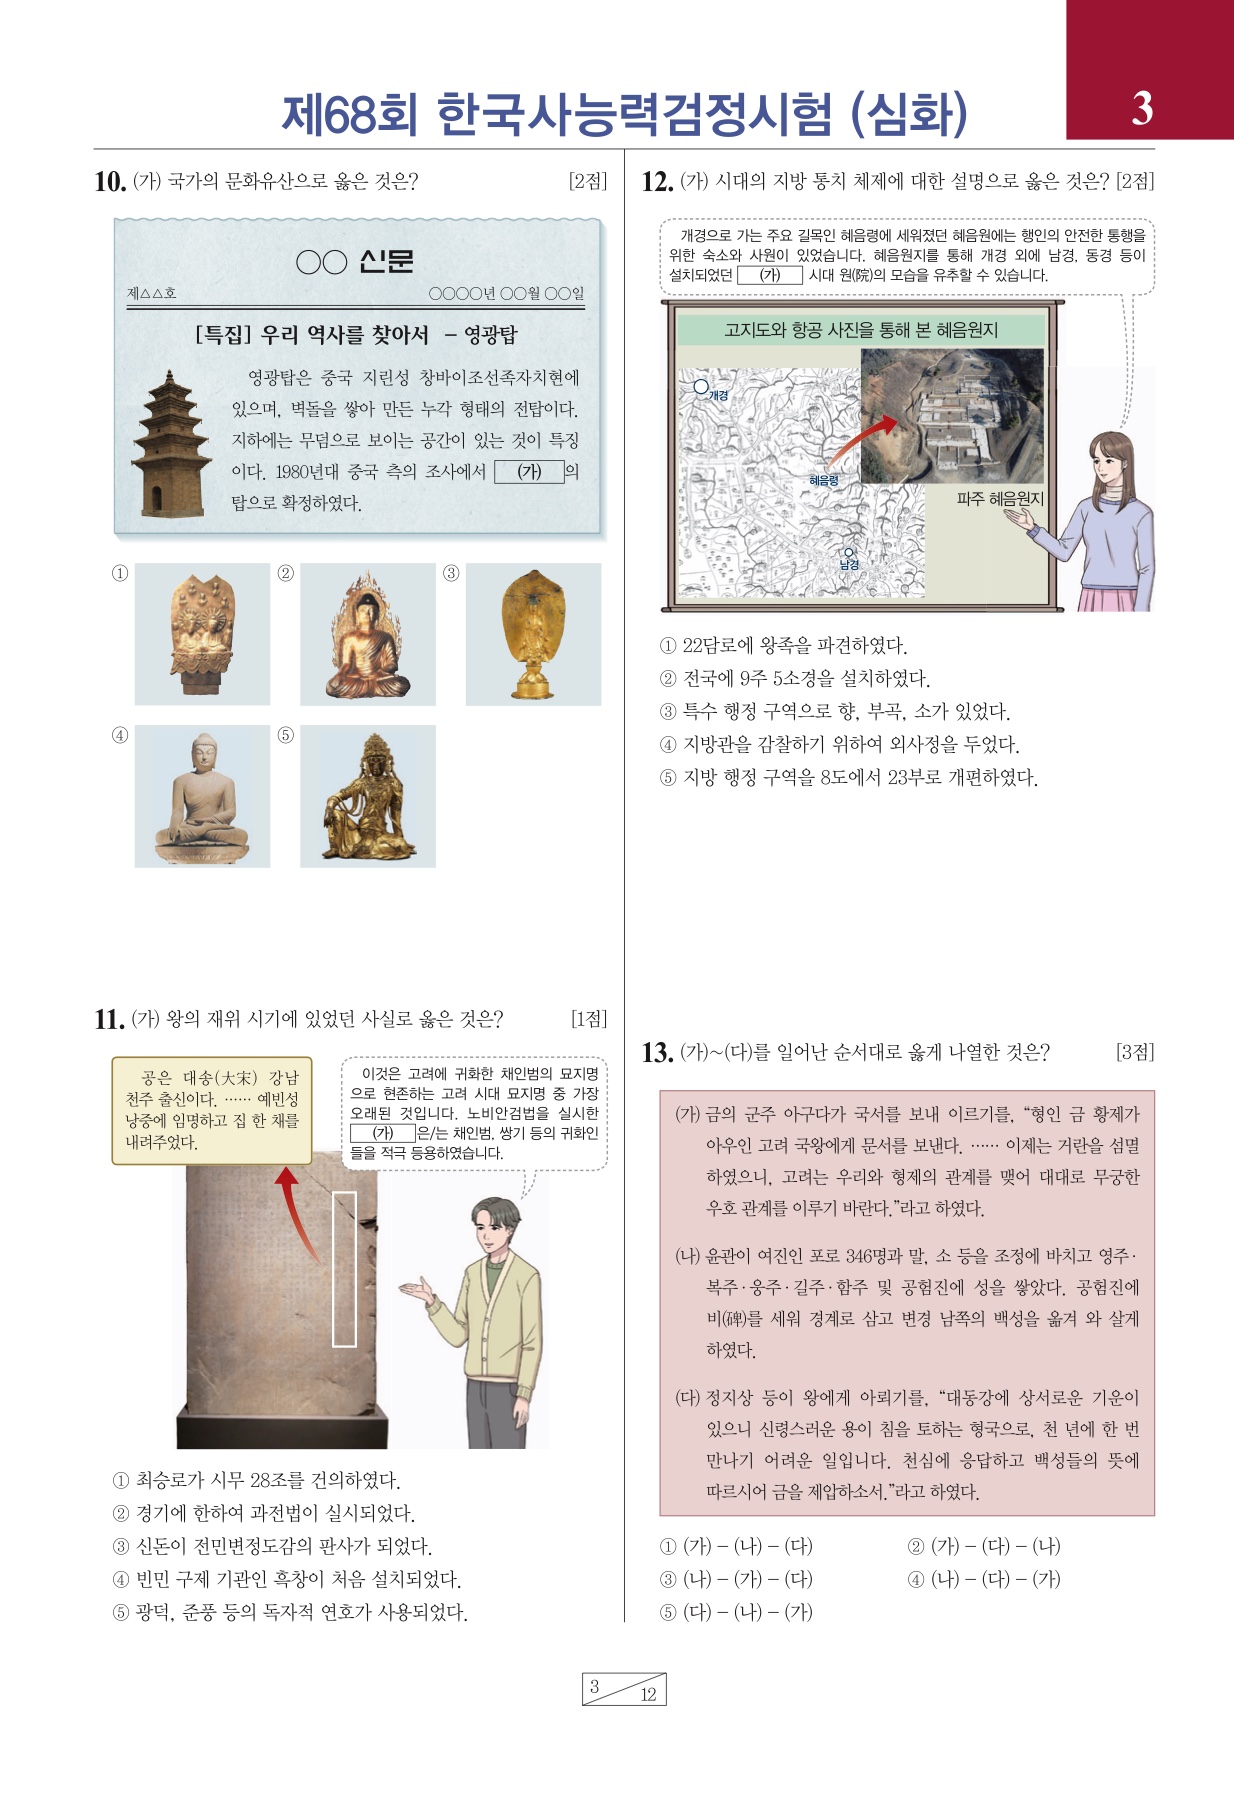 제68회 한국사능력검정시험 (심화)
3
10. (가) 국가의 문화유산으로 옳은 것은? [2점]
○○ 신문
제△△호 ○○○○년 ○○월 ○○일
[특집] 우리 역사를 찾아서 - 영광탑
영광탑은 중국 지린성 창바이조선족자치현에
있으며, 벽돌을 쌓아 만든 누각 형태의 전탑이다.
지하에는 무덤으로 보이는 공간이 있는 것이 특징
이다. 1980년대 중국 측의 조사에서 (가) 의
탑으로 확정하였다.
① ② ③
④ ⑤
11. (가) 왕의 재위 시기에 있었던 사실로 옳은 것은? [1점]
공은 대송(大宋) 강남
천주 출신이다. …… 예빈성
낭중에 임명하고 집 한 채를
내려주었다.
이것은 고려에 귀화한 채인범의 묘지명
으로 현존하는 고려 시대 묘지명 중 가장
오래된 것입니다. 노비안검법을 실시한
(가) 은/는 채인범, 쌍기 등의 귀화인
들을 적극 등용하였습니다.
① 최승로가 시무 28조를 건의하였다.
② 경기에 한하여 과전법이 실시되었다.
③ 신돈이 전민변정도감의 판사가 되었다.
④ 빈민 구제 기관인 흑창이 처음 설치되었다.
⑤ 광덕, 준풍 등의 독자적 연호가 사용되었다.
12. (가) 시대의 지방 통치 체제에 대한 설명으로 옳은 것은? [2점]
개경으로 가는 주요 길목인 혜음령에 세워졌던 혜음원에는 행인의 안전한 통행을
위한 숙소와 사원이 있었습니다. 혜음원지를 통해 개경 외에 남경, 동경 등이
설치되었던 (가) 시대 원(院)의 모습을 유추할 수 있습니다.
고지도와 항공 사진을 통해 본 혜음원지
개경
혜음령
파주 혜음원지
남경
① 22담로에 왕족을 파견하였다.
② 전국에 9주 5소경을 설치하였다.
③ 특수 행정 구역으로 향, 부곡, 소가 있었다.
④ 지방관을 감찰하기 위하여 외사정을 두었다.
⑤ 지방 행정 구역을 8도에서 23부로 개편하였다.
13. (가)~(다)를 일어난 순서대로 옳게 나열한 것은? [3점]
(가) 금의 군주 아구다가 국서를 보내 이르기를, “형인 금 황제가
아우인 고려 국왕에게 문서를 보낸다. …… 이제는 거란을 섬멸
하였으니, 고려는 우리와 형제의 관계를 맺어 대대로 무궁한
우호 관계를 이루기 바란다.”라고 하였다.
(나) 윤관이 여진인 포로 346명과 말, 소 등을 조정에 바치고 영주·
복주·웅주·길주·함주 및 공험진에 성을 쌓았다. 공험진에
비(碑)를 세워 경계로 삼고 변경 남쪽의 백성을 옮겨 와 살게
하였다.
(다) 정지상 등이 왕에게 아뢰기를, “대동강에 상서로운 기운이
있으니 신령스러운 용이 침을 토하는 형국으로, 천 년에 한 번
만나기 어려운 일입니다. 천심에 응답하고 백성들의 뜻에
따르시어 금을 제압하소서.”라고 하였다.
① (가) - (나) - (다) ② (가) - (다) - (나)
③ (나) - (가) - (다) ④ (나) - (다) - (가)
⑤ (다) - (나) - (가)
3
12